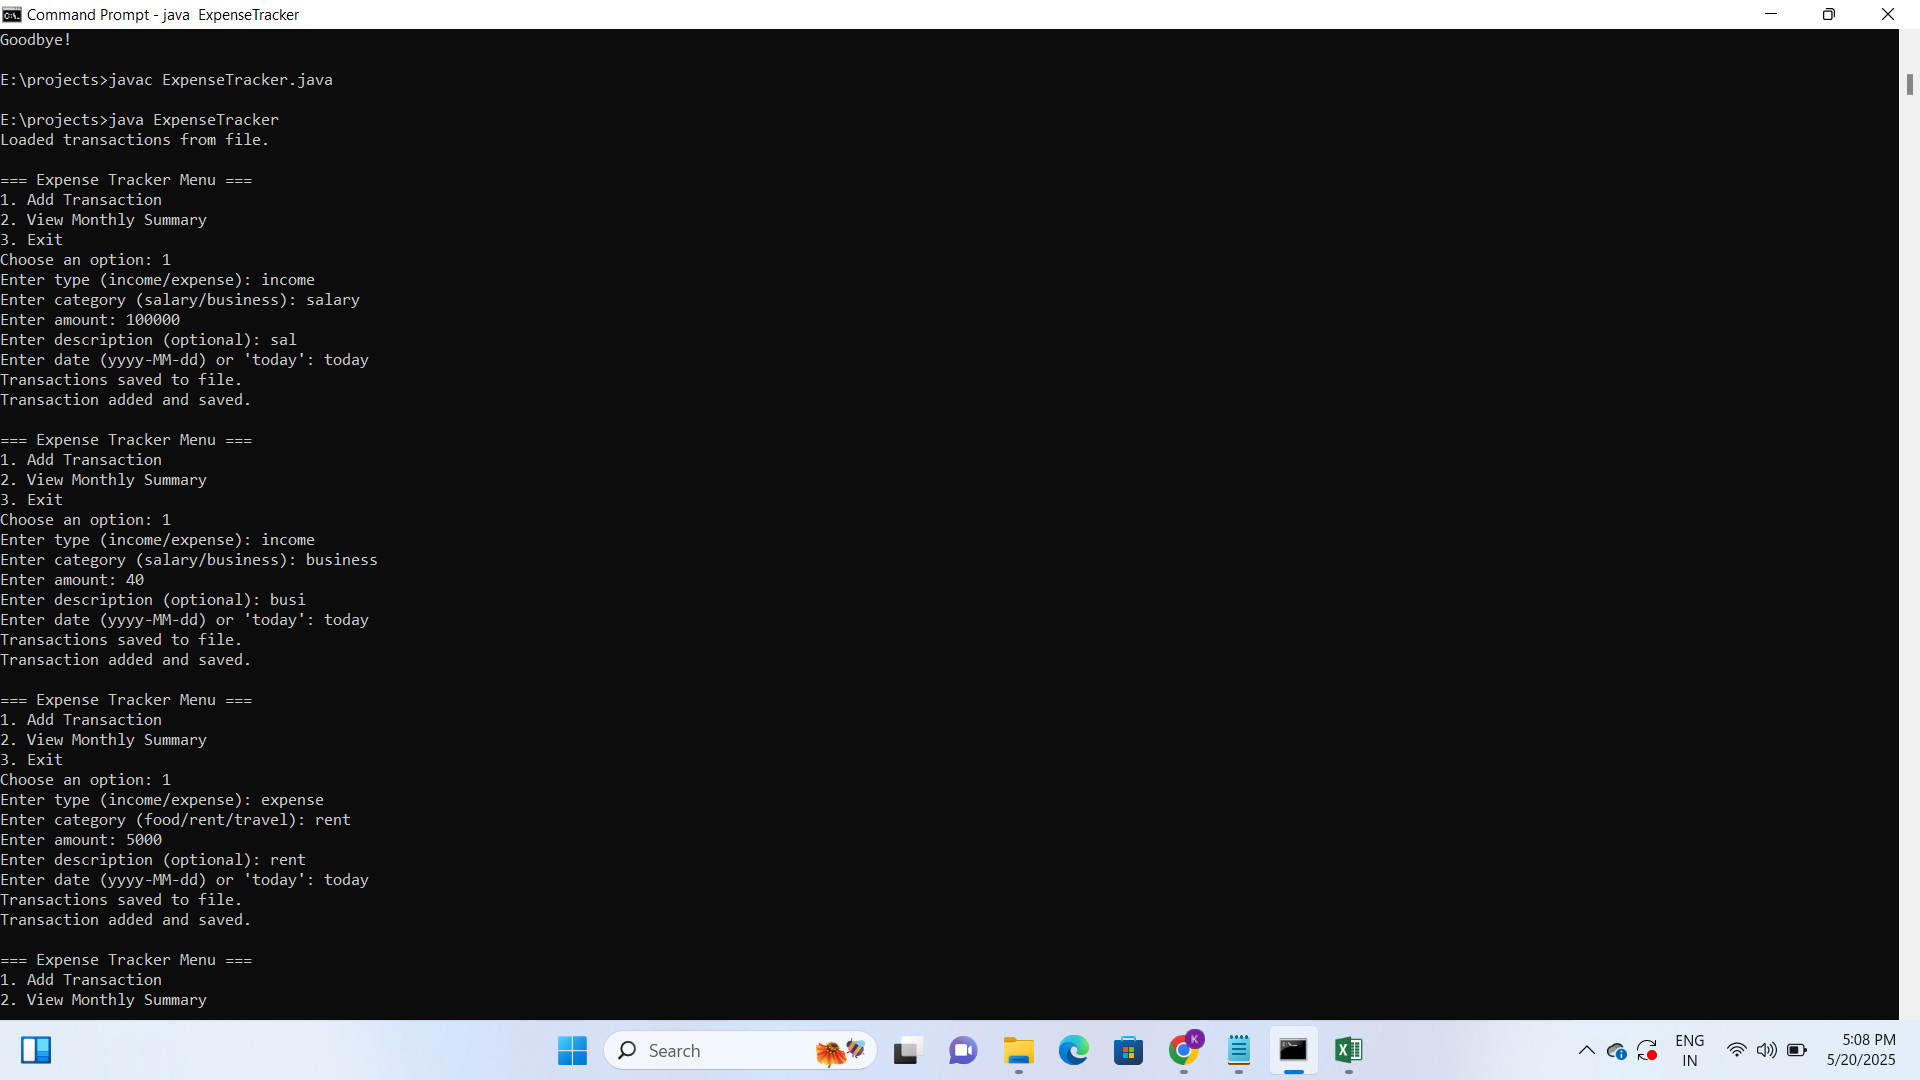 Command Prompt - java  ExpenseTracker
Goodbye!
E:\projects>javac ExpenseTracker.java
E:\projects>java ExpenseTracker
Loaded transactions from file.
=== Expense Tracker Menu ===
1. Add Transaction
2. View Monthly Summary
3. Exit
Choose an option: 1
Enter type (income/expense): income
Enter category (salary/business): salary
Enter amount: 100000
Enter description (optional): sal
Enter date (yyyy-MM-dd) or 'today': today
Transactions saved to file.
Transaction added and saved.
=== Expense Tracker Menu ===
1. Add Transaction
2. View Monthly Summary
3. Exit
Choose an option: 1
Enter type (income/expense): income
Enter category (salary/business): business
Enter amount: 40
Enter description (optional): busi
Enter date (yyyy-MM-dd) or 'today': today
Transactions saved to file.
Transaction added and saved.
=== Expense Tracker Menu ===
1. Add Transaction
2. View Monthly Summary
3. Exit
Choose an option: 1
Enter type (income/expense): expense
Enter category (food/rent/travel): rent
Enter amount: 5000
Enter description (optional): rent
Enter date (yyyy-MM-dd) or 'today': today
Transactions saved to file.
Transaction added and saved.
=== Expense Tracker Menu ===
1. Add Transaction
2. View Monthly Summary
Search
K
ENG
IN
5:08 PM
5/20/2025